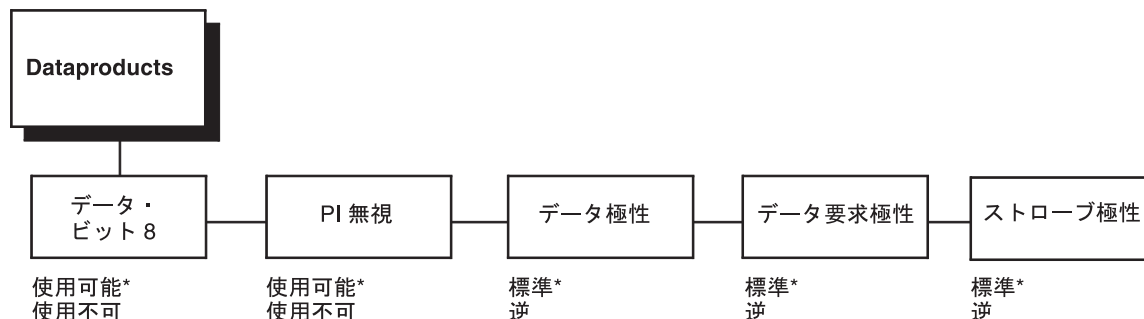 Dataproducts
データ・
ビット 8
PI 無視
データ極性
データ要求極性
ストローブ極性
使用可能*
使用不可
使用可能*
使用不可
標準*
逆
標準*
逆
標準*
逆